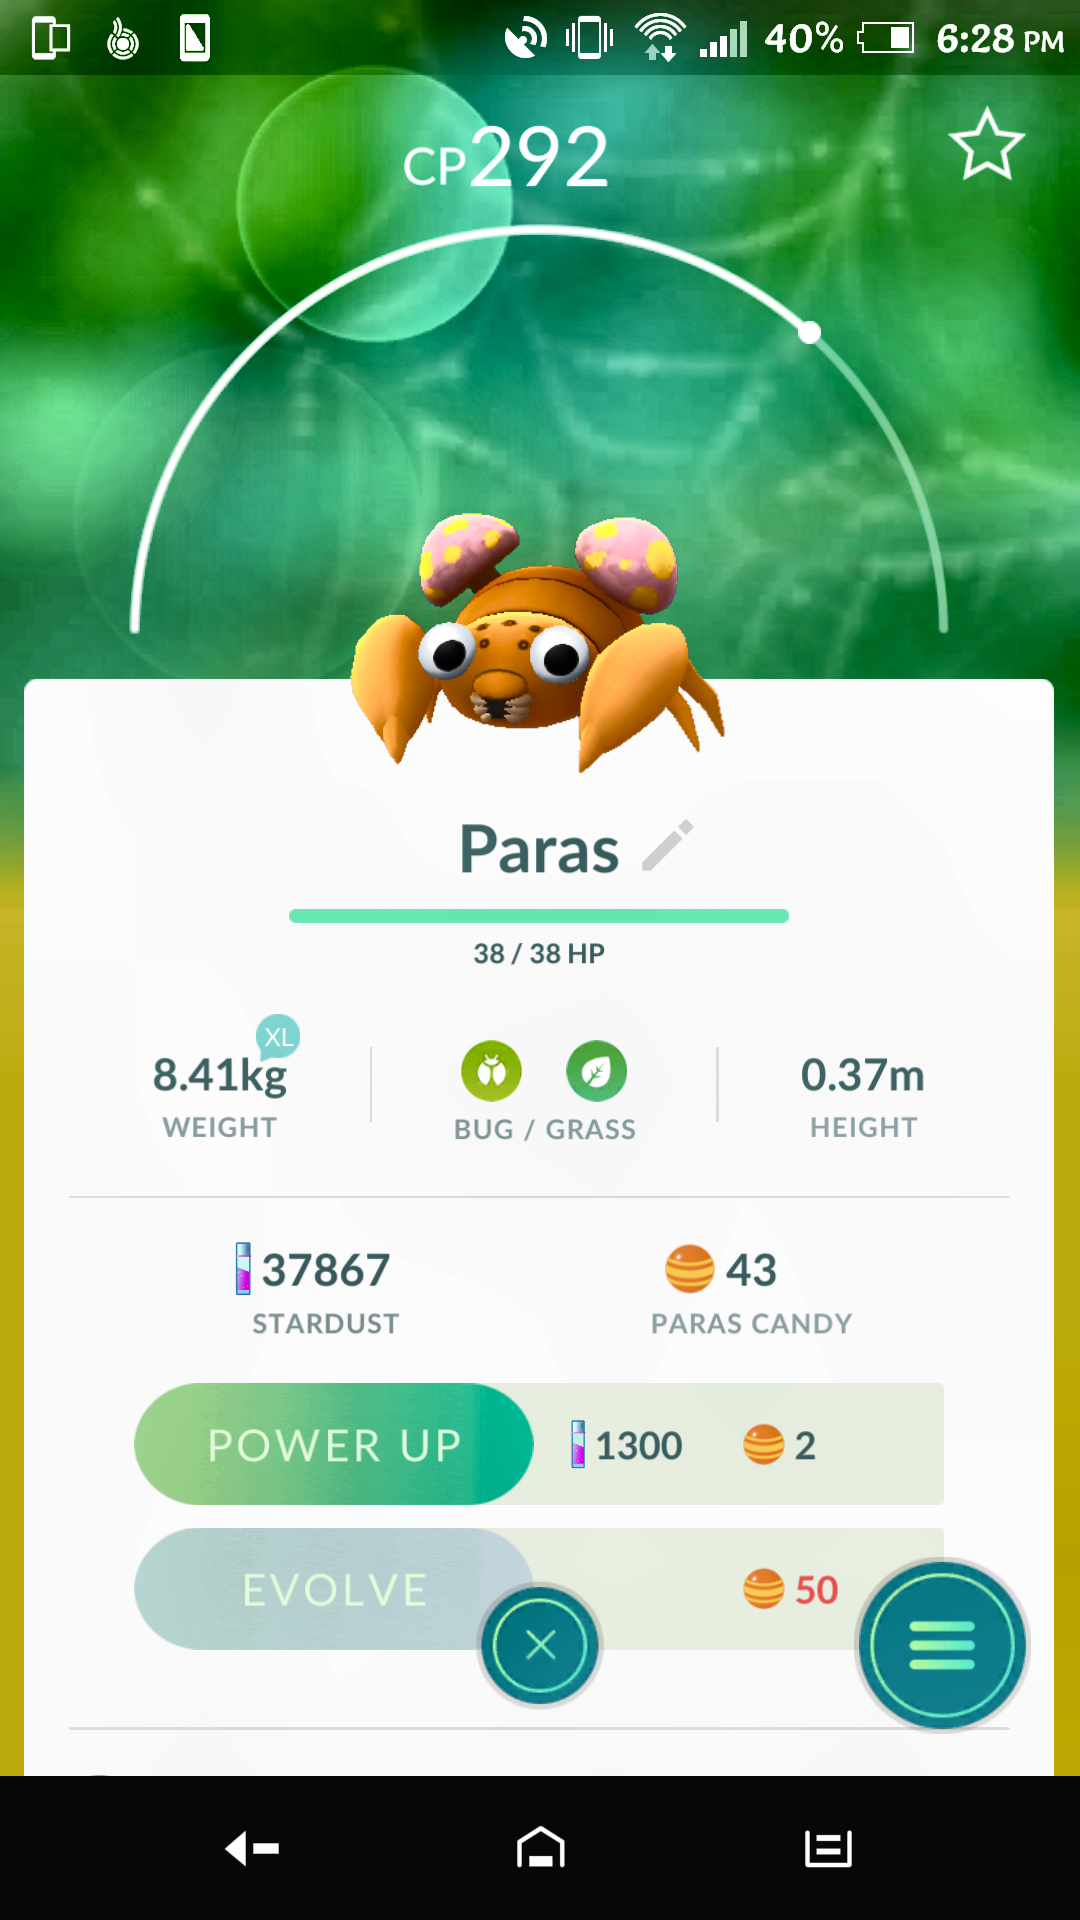 40% 6:28 PM
CP292
Paras
38 / 38 HP
XL
8.41kg
WEIGHT
BUG / GRASS
0.37m
HEIGHT
37867
STARDUST
43
PARAS CANDY
POWER UP 1300 2
EVOLVE 50